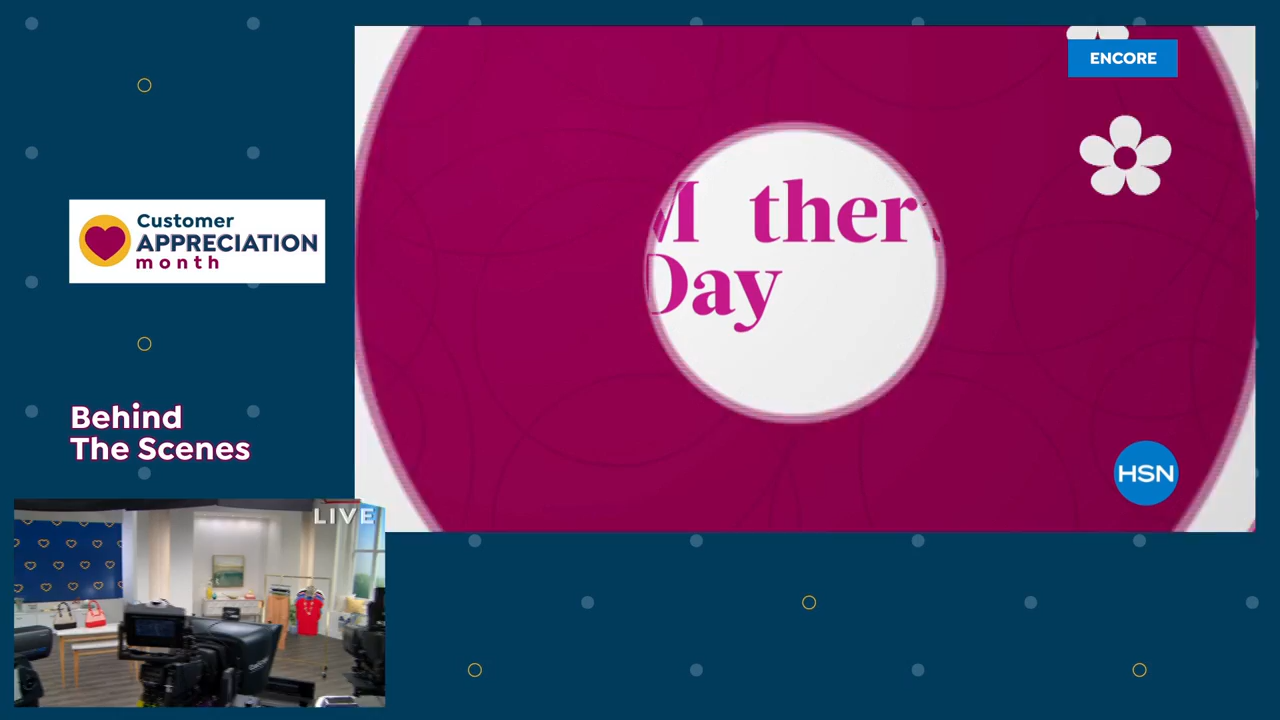 ENCORE
M ther
Day
Customer
APPRECIATION
month
Behind
The Scenes
HSN
LIVE